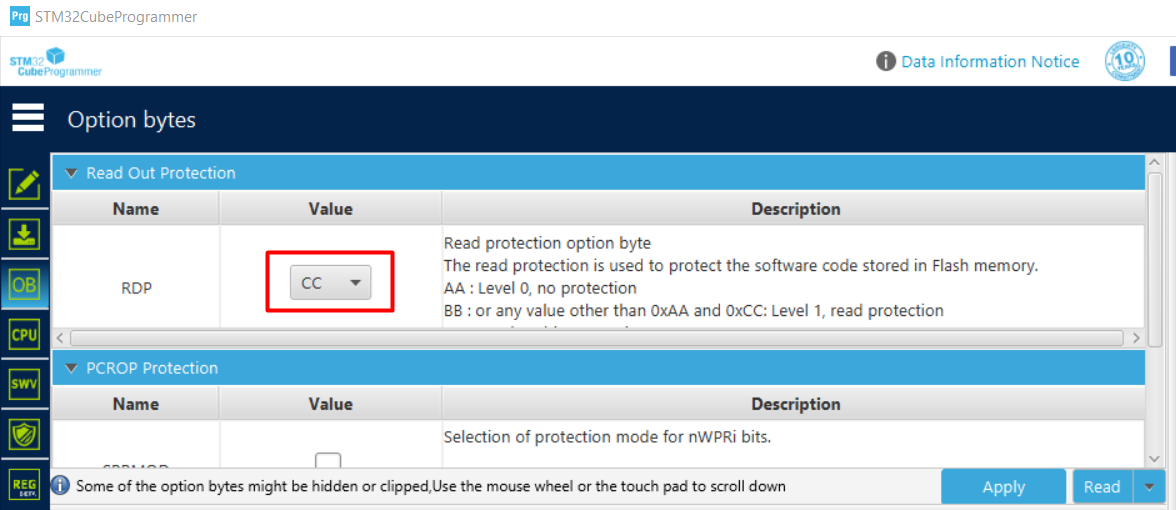 Prg STM32CubeProgrammer
STM32
CubeProgrammer
i Data Information Notice
10
YEARS
Option bytes
Read Out Protection
Name Value Description
RDP
CC
Read protection option byte
The read protection is used to protect the software code stored in Flash memory.
AA : Level 0, no protection
BB : or any value other than 0xAA and 0xCC: Level 1, read protection
OB
CPU
SWV
REG
PCROP Protection
Name Value Description
Selection of protection mode for nWPRi bits.
i Some of the option bytes might be hidden or clipped,Use the mouse wheel or the touch pad to scroll down
Apply
Read